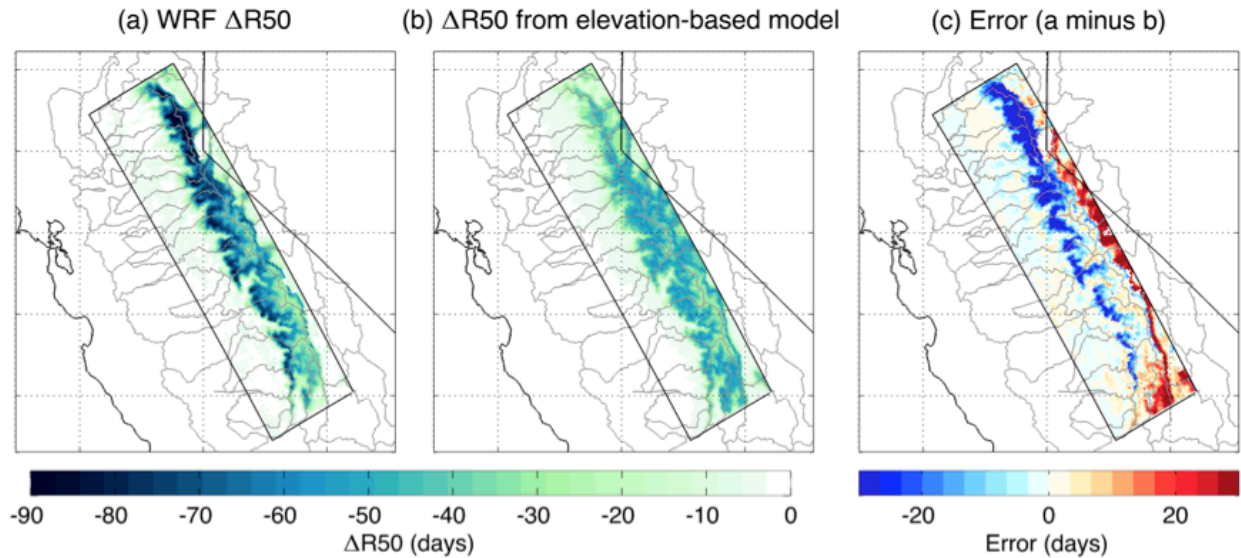 (a) WRF ΔR50
(b) ΔR50 from elevation-based model
(c) Error (a minus b)
-90 -80 -70 -60 -50 -40 -30 -20 -10 0
ΔR50 (days)
-20 0 20
Error (days)